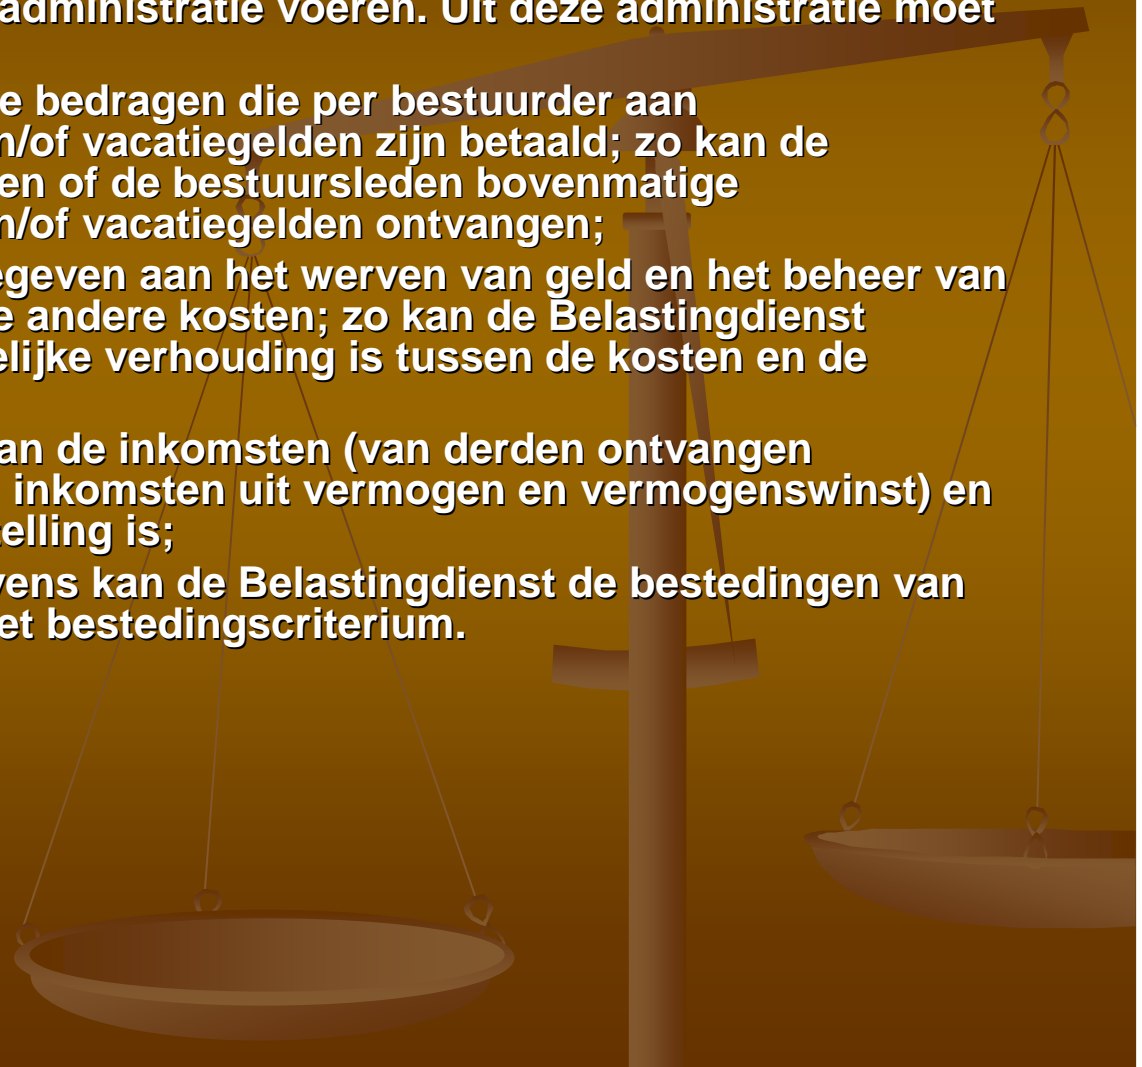 administratie voeren. Uit deze administratie moet
e bedragen die per bestuurder aan
n/of vacatiegelden zijn betaald; zo kan de
en of de bestuursleden bovenmatige
n/of vacatiegelden ontvangen;
egeven aan het werven van geld en het beheer van
e andere kosten; zo kan de Belastingdienst
elijke verhouding is tussen de kosten en de
an de inkomsten (van derden ontvangen
inkomsten uit vermogen en vermogenswinst) en
elling is;
vens kan de Belastingdienst de bestedingen van
et bestedingscriterium.